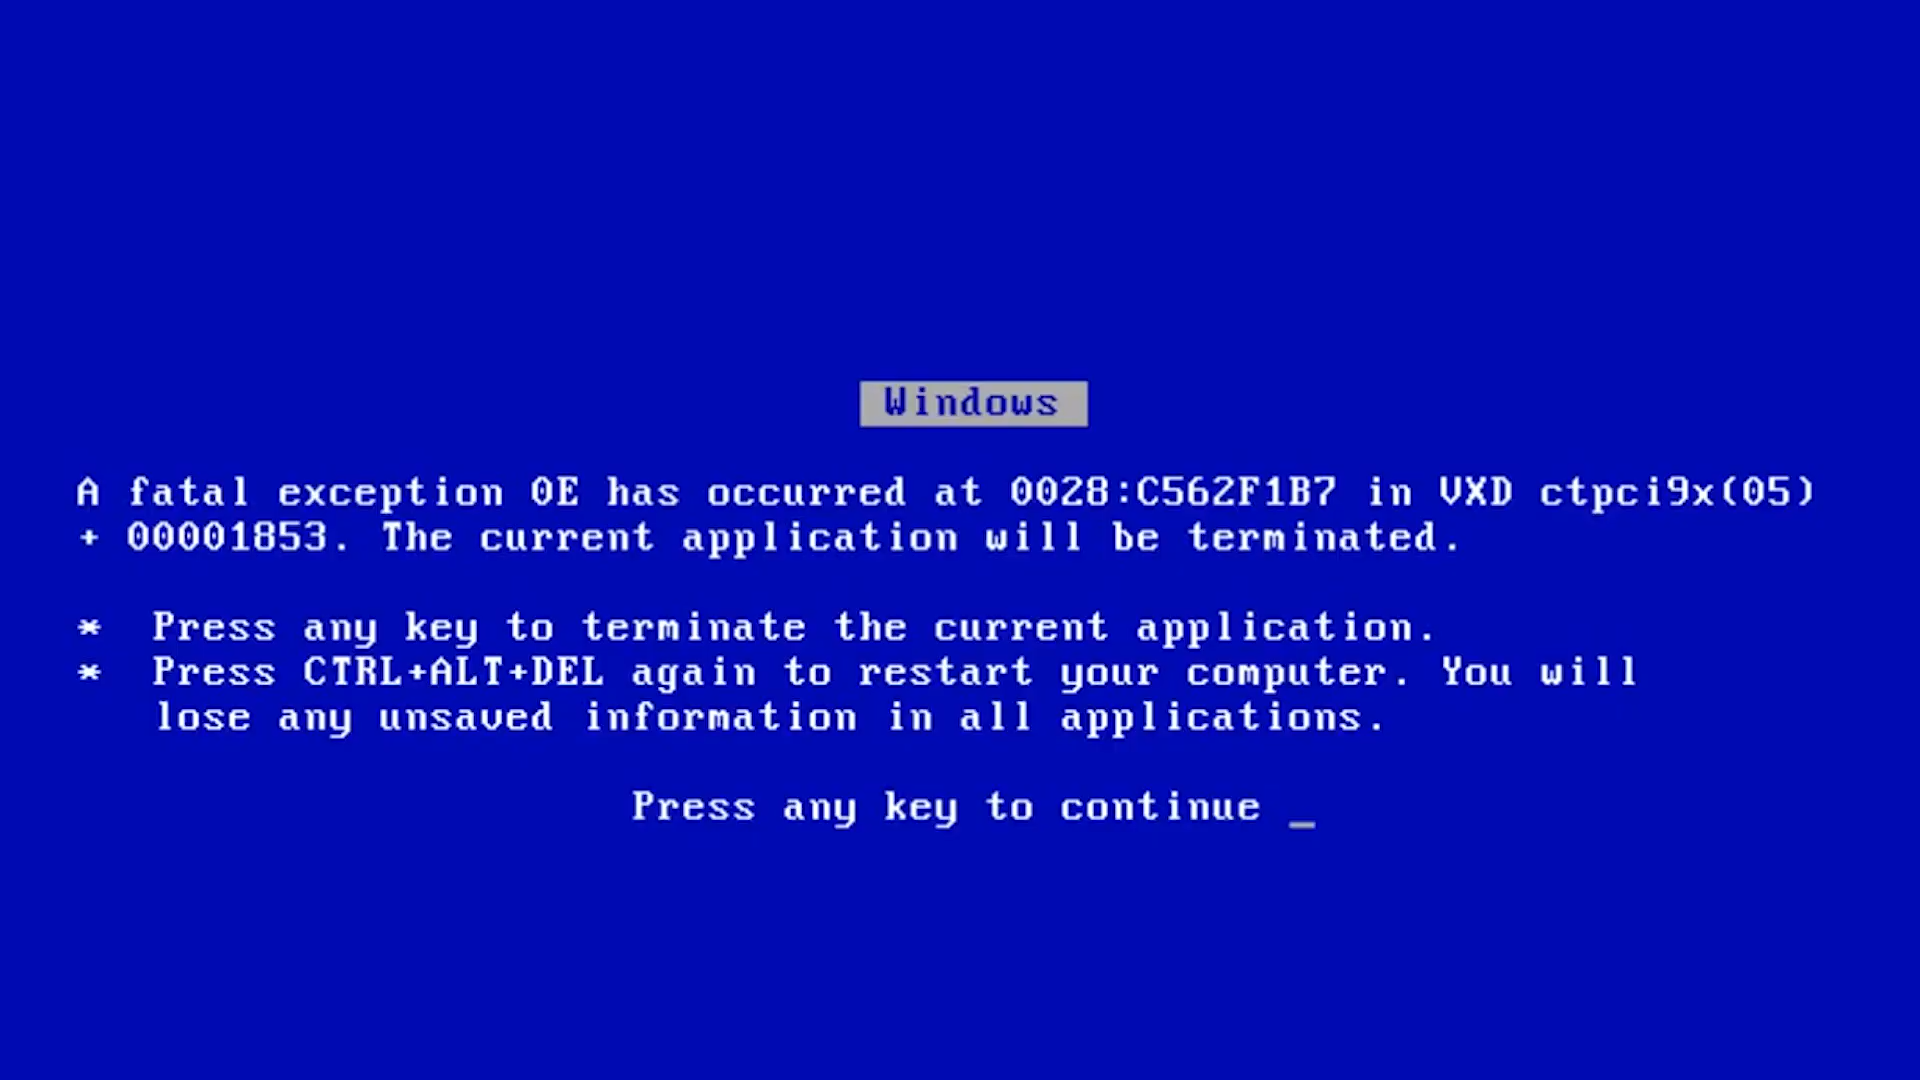 Windows
A fatal exception 0E has occurred at 0028:C562F1B7 in VXD ctpci9x(05)
+ 00001853. The current application will be terminated.
*  Press any key to terminate the current application.
*  Press CTRL+ALT+DEL again to restart your computer. You will
lose any unsaved information in all applications.
Press any key to continue _